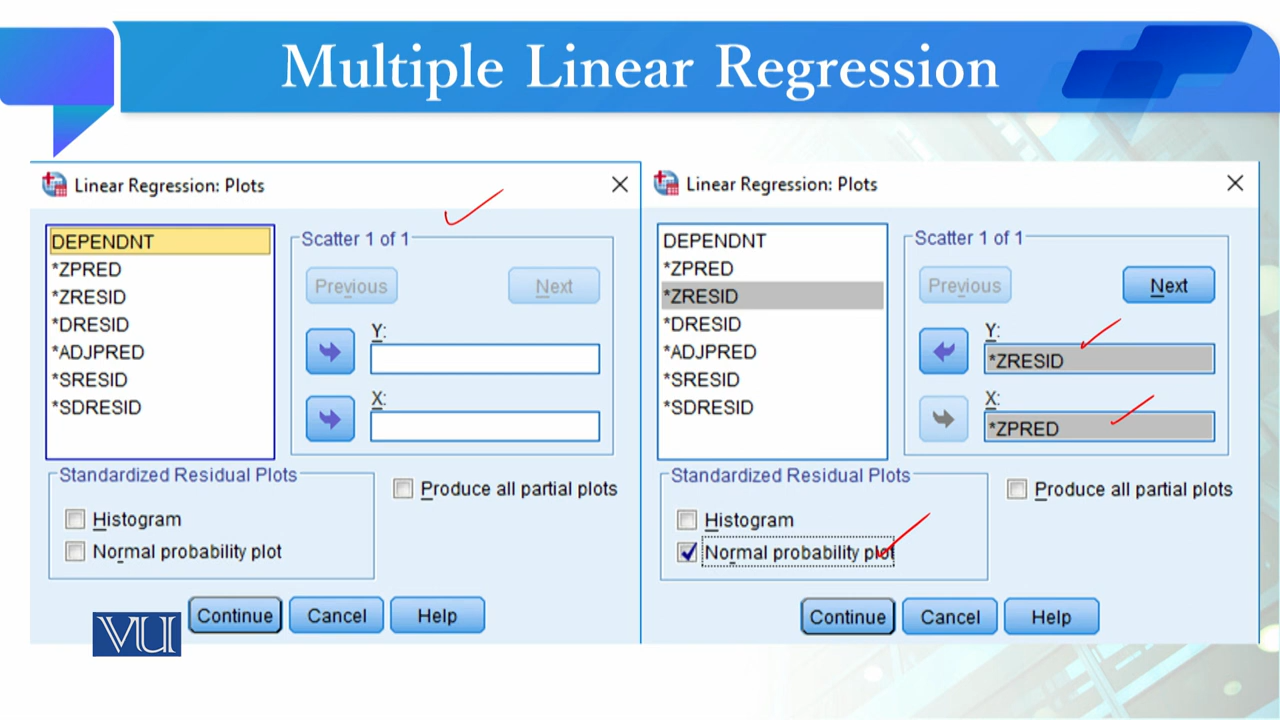 Multiple Linear Regression
Linear Regression: Plots
DEPENDNT
*ZPRED
*ZRESID
*DRESID
*ADJPRED
*SRESID
*SDRESID
Scatter 1 of 1
Previous
Next
Y:
X:
Standardized Residual Plots
Histogram
Normal probability plot
Produce all partial plots
Continue
Cancel
Help
Linear Regression: Plots
DEPENDNT
*ZPRED
*ZRESID
*DRESID
*ADJPRED
*SRESID
*SDRESID
Scatter 1 of 1
Previous
Next
Y:
*ZRESID
X:
*ZPRED
Standardized Residual Plots
Histogram
Normal probability plot
Produce all partial plots
Continue
Cancel
Help
VU